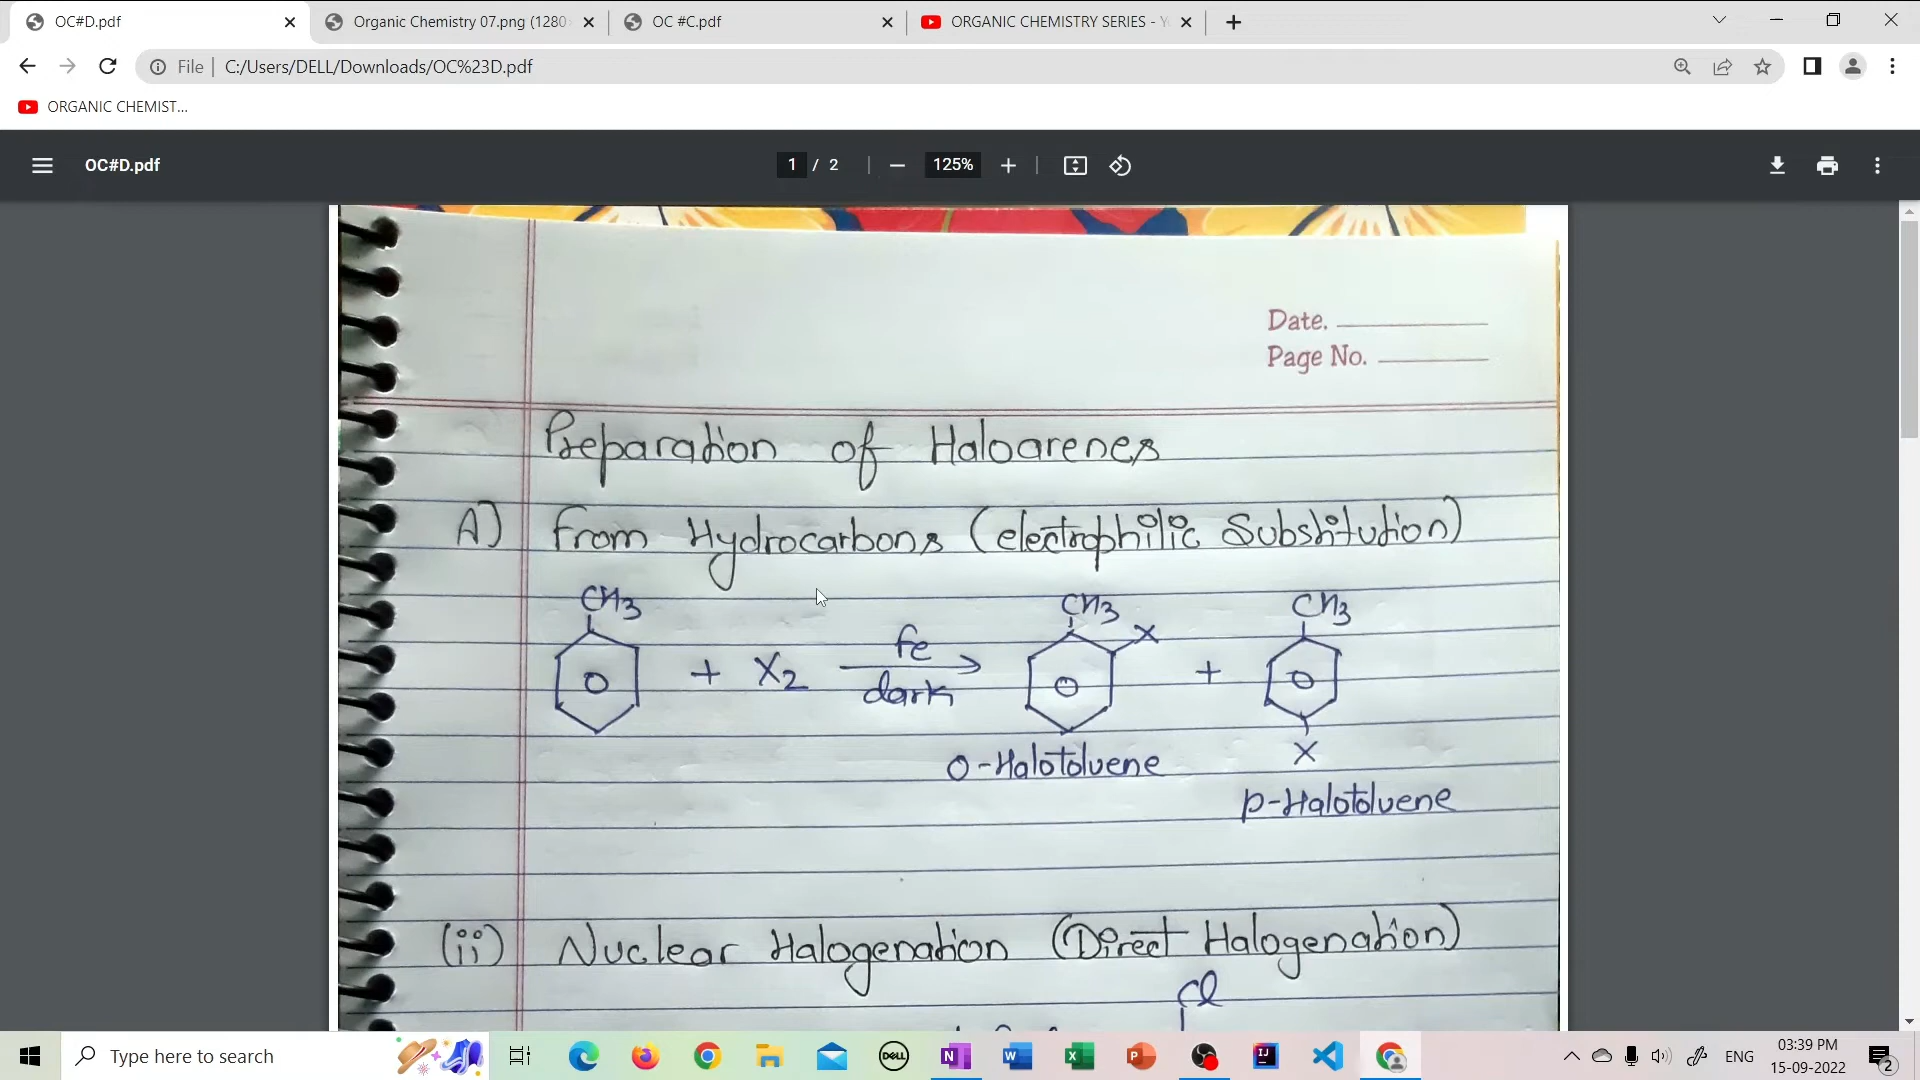 OC#D.pdf
Organic Chemistry 07.png (1280
OC #C.pdf
ORGANIC CHEMISTRY SERIES - Y
File
C:/Users/DELL/Downloads/OC%23D.pdf
ORGANIC CHEMIST...
OC#D.pdf
1 / 2
125%
Date.
Page No.
Preparation of Haloarenes
A) From Hydrocarbons (electrophilic Substitution)
CH3 CH3 CH3
+ X2 Fe X +
dark
X
O-Halotoluene
p-Halotoluene
(ii) Nuclear Halogenation (Direct Halogenation)
Cl
Type here to search
DELL
ENG
03:39 PM
15-09-2022
2